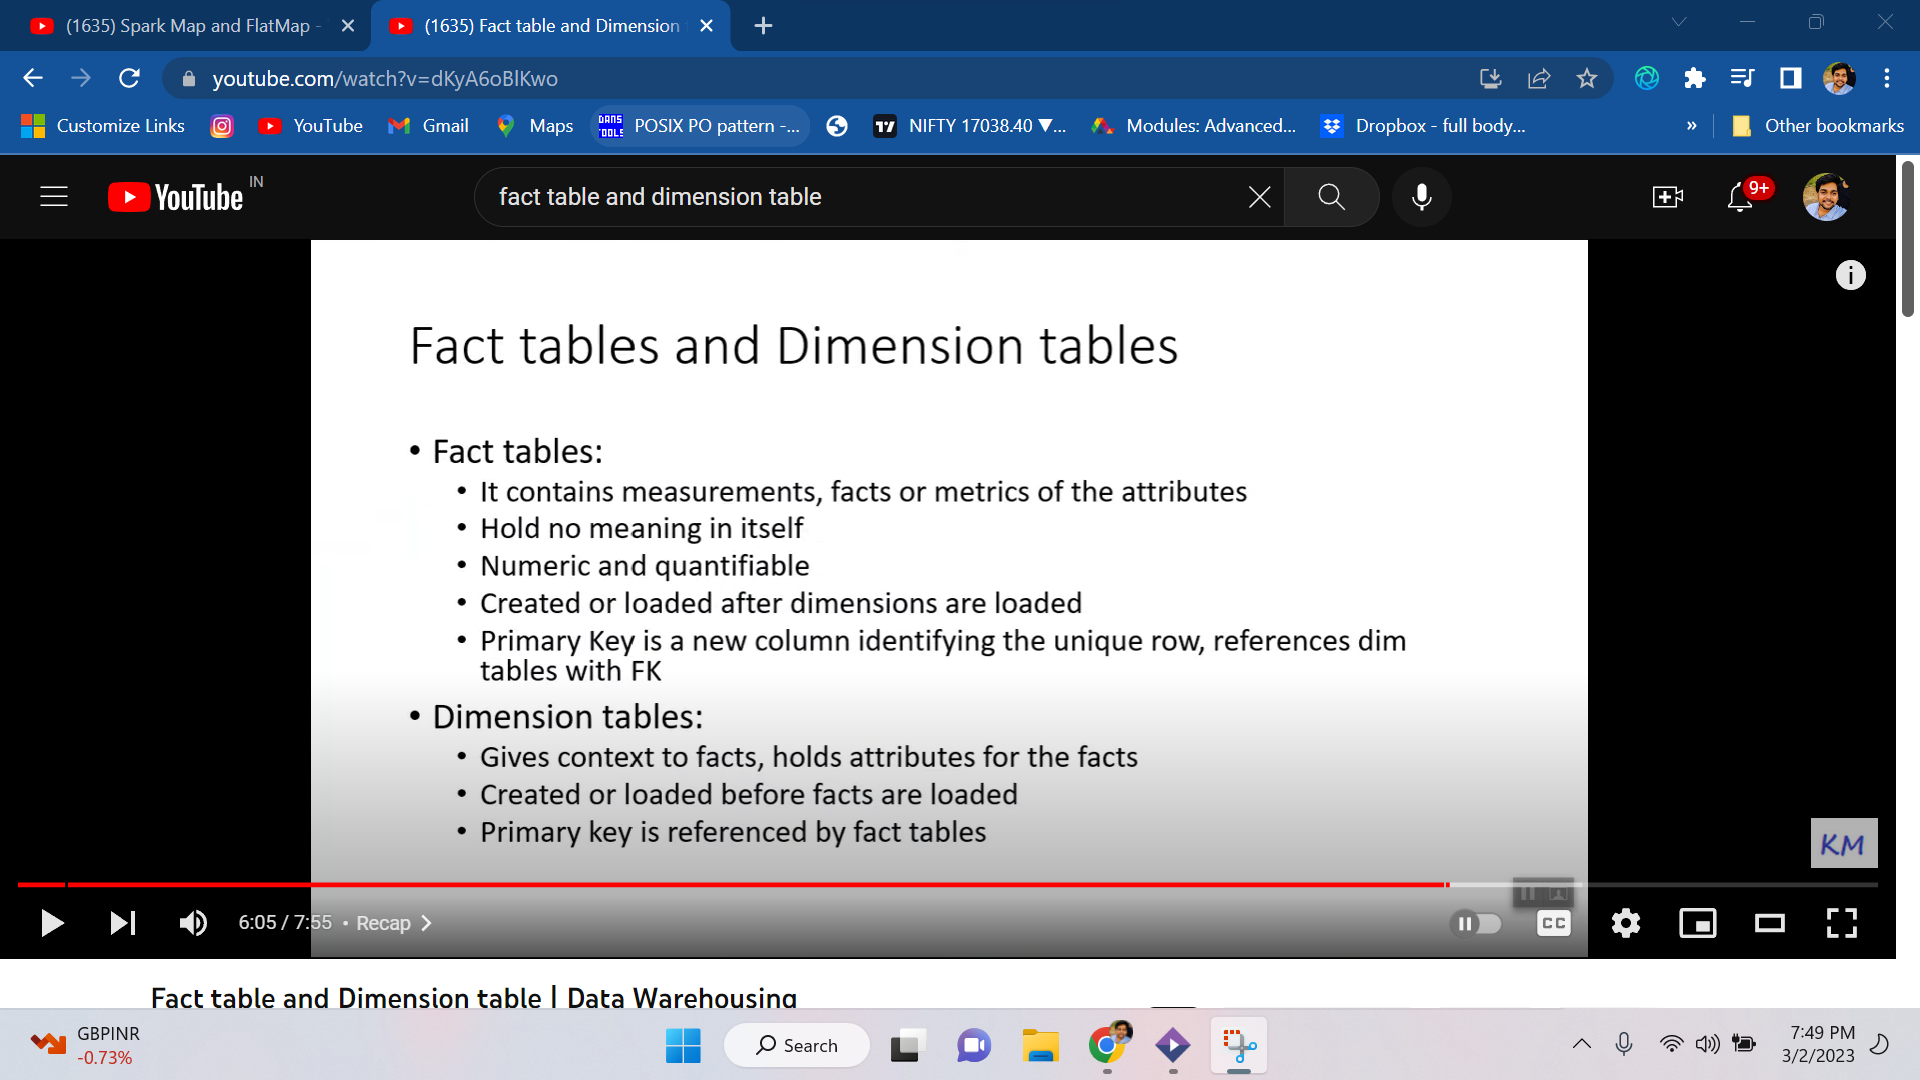 (1635) Spark Map and FlatMap -
(1635) Fact table and Dimension
youtube.com/watch?v=dKyA6oBlKwo
Customize Links
YouTube
Gmail
Maps
DANS TOOLS
POSIX PO pattern -...
NIFTY 17038.40 ▼...
Modules: Advanced...
Dropbox - full body...
»
Other bookmarks
YouTube IN
fact table and dimension table
9+
Fact tables and Dimension tables
• Fact tables:
• It contains measurements, facts or metrics of the attributes
• Hold no meaning in itself
• Numeric and quantifiable
• Created or loaded after dimensions are loaded
• Primary Key is a new column identifying the unique row, references dim
tables with FK
• Dimension tables:
• Gives context to facts, holds attributes for the facts
• Created or loaded before facts are loaded
• Primary key is referenced by fact tables
KM
6:05 / 7:55 • Recap
CC
Fact table and Dimension table | Data Warehousing
GBPINR
-0.73%
Search
7:49 PM
3/2/2023